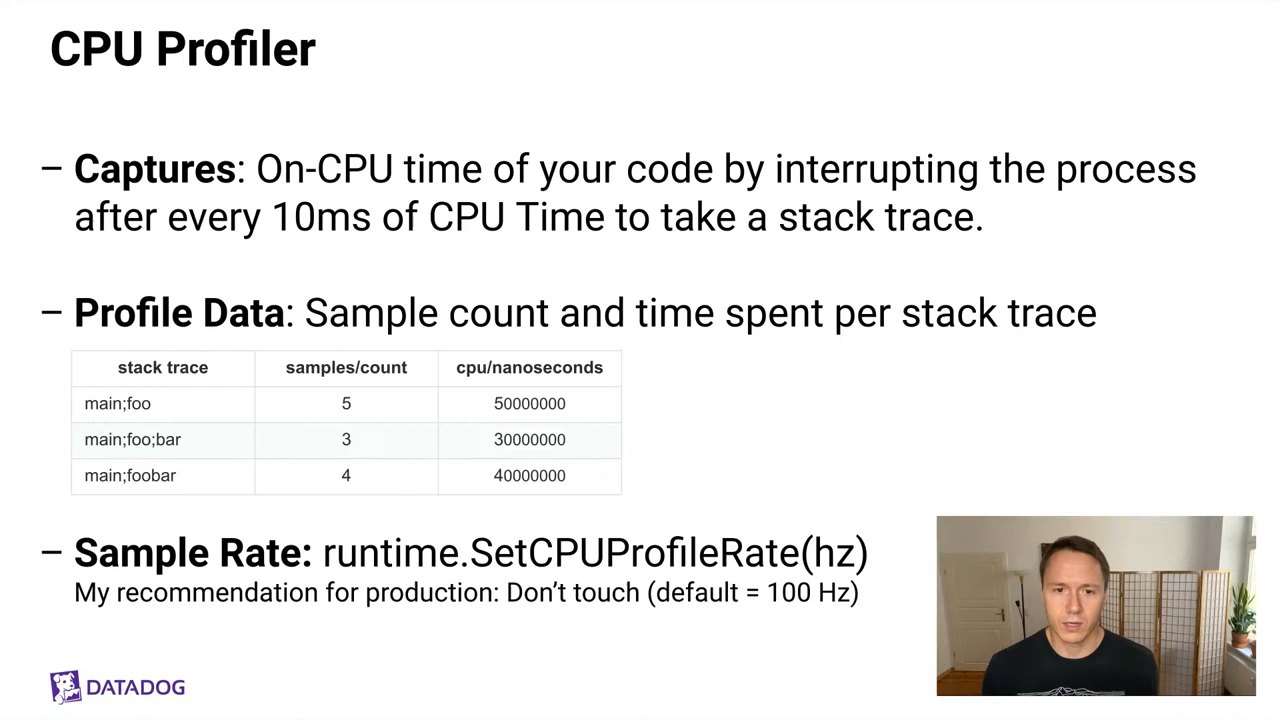 CPU Profiler
– Captures: On-CPU time of your code by interrupting the process
after every 10ms of CPU Time to take a stack trace.
– Profile Data: Sample count and time spent per stack trace
stack trace samples/count cpu/nanoseconds
main;foo 5 50000000
main;foo;bar 3 30000000
main;foobar 4 40000000
– Sample Rate: runtime.SetCPUProfileRate(hz)
My recommendation for production: Don’t touch (default = 100 Hz)
DATADOG